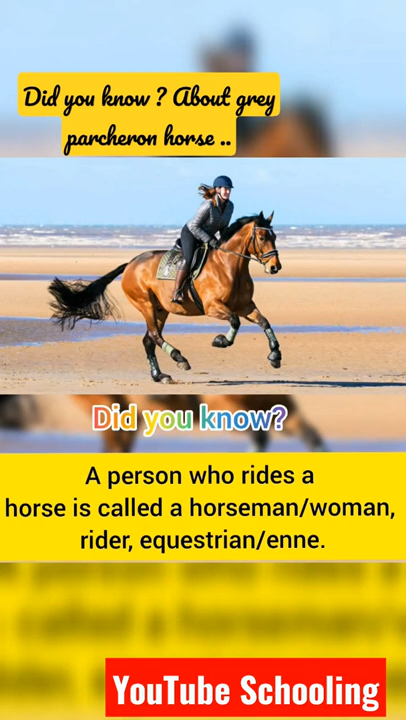 Did you know ? About grey
parcheron horse ..
Did you know?
A person who rides a
horse is called a horseman/woman,
rider, equestrian/enne.
YouTube Schooling